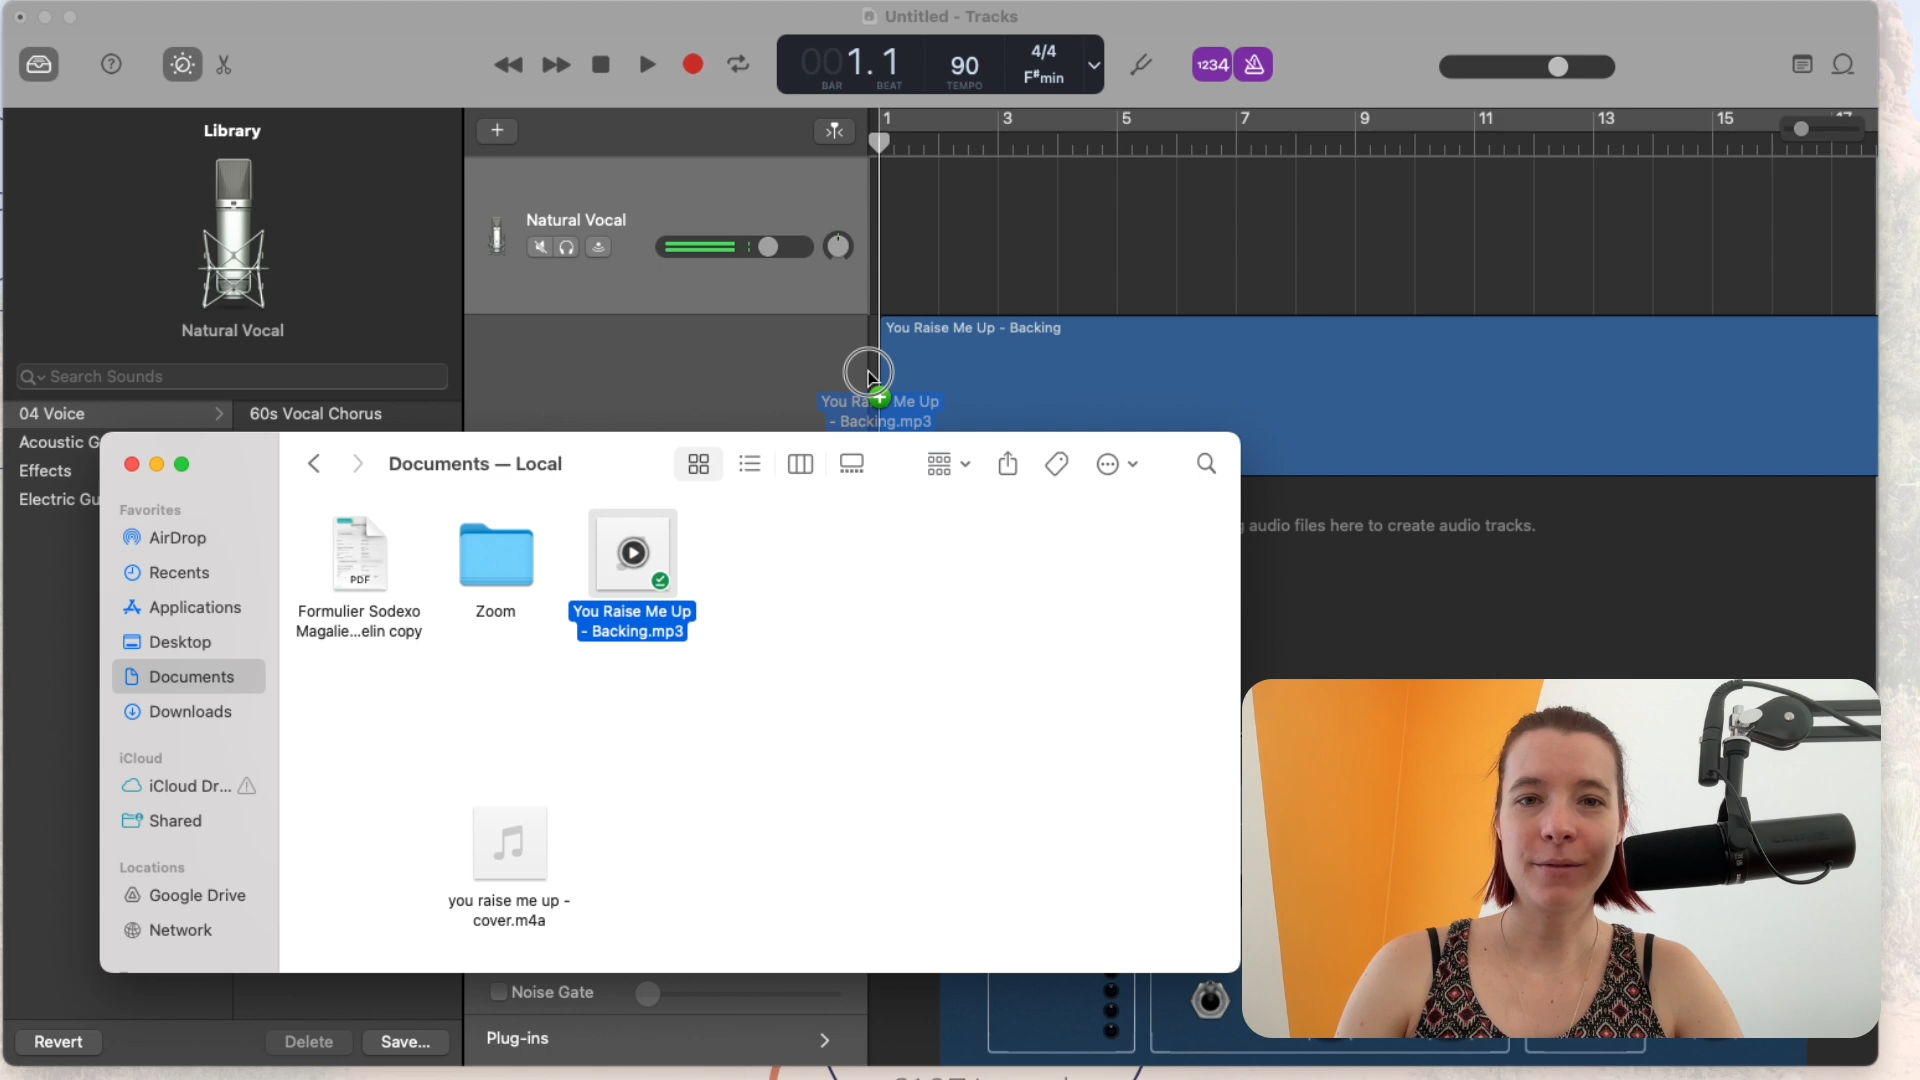 Untitled - Tracks
001.1
BAR
BEAT
90
TEMPO
4/4
F#min
1234
Library
Natural Vocal
Search Sounds
04 Voice
60s Vocal Chorus
Acoustic G
Effects
Electric Gu
1
3
5
7
9
11
13
15
17
Natural Vocal
You Raise Me Up - Backing
You Ra
Me Up
- Backing.mp3
audio files here to create audio tracks.
Documents — Local
Favorites
AirDrop
Recents
Applications
Desktop
Documents
Downloads
iCloud
iCloud Dr...
Shared
Locations
Google Drive
Network
PDF
Formulier Sodexo
Magalie...elin copy
Zoom
You Raise Me Up
- Backing.mp3
you raise me up -
cover.m4a
Noise Gate
Plug-ins
Revert
Delete
Save...